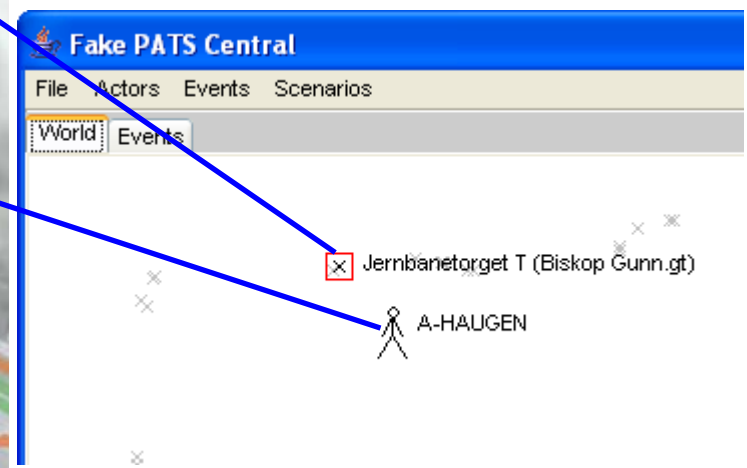 Fake PATS Central
File Actors Events Scenarios
World Events
Jernbanetorget T (Biskop Gunn.gt)
A-HAUGEN